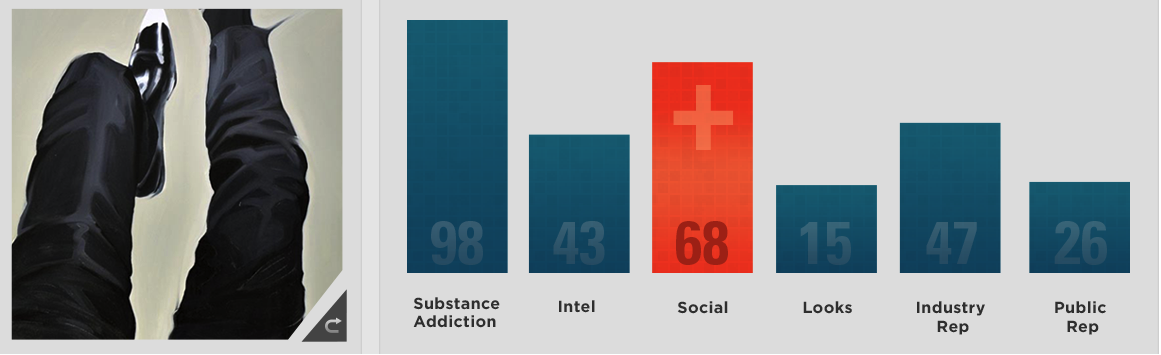 98
43
68
15
47
26
Substance
Addiction
Intel
Social
Looks
Industry
Rep
Public
Rep